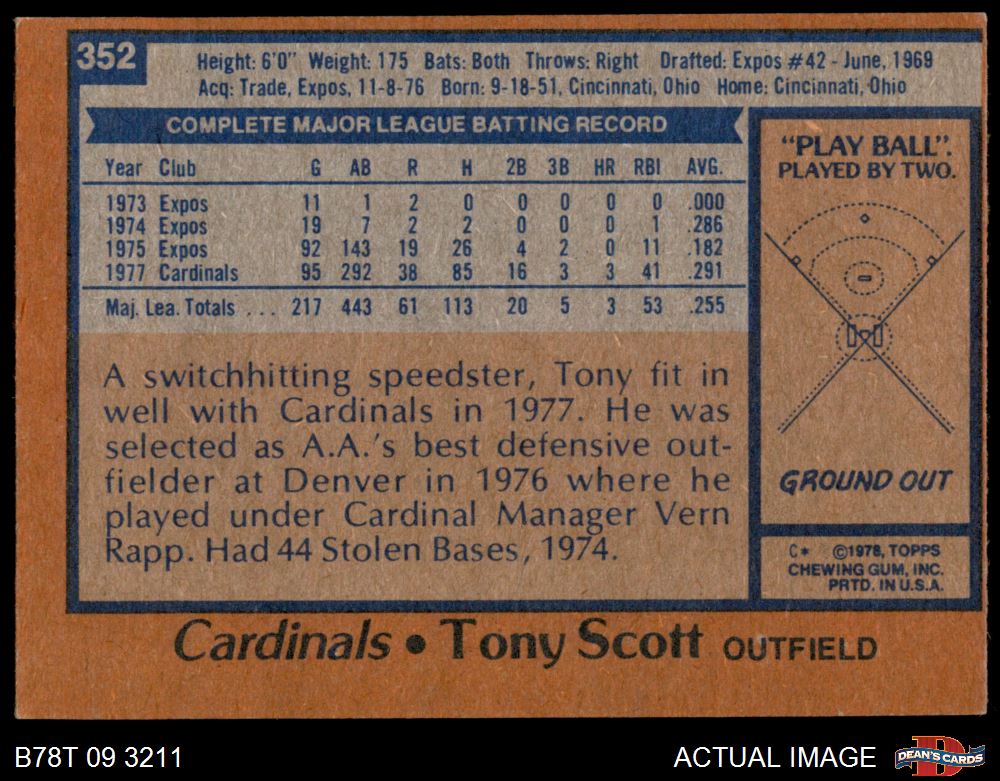 352
Height: 6'0" Weight: 175 Bats: Both Throws: Right Drafted: Expos #42 - June, 1969
Acq: Trade, Expos, 11-8-76 Born: 9-18-51, Cincinnati, Ohio Home: Cincinnati, Ohio
COMPLETE MAJOR LEAGUE BATTING RECORD
Year Club G AB R H 2B 3B HR RBI AVG.
1973 Expos 11 1 2 0 0 0 0 0 .000
1974 Expos 19 7 2 2 0 0 0 1 .286
1975 Expos 92 143 19 26 4 2 0 11 .182
1977 Cardinals 95 292 38 85 16 3 3 41 .291
Maj. Lea. Totals ... 217 443 61 113 20 5 3 53 .255
A switchhitting speedster, Tony fit in
well with Cardinals in 1977. He was
selected as A.A.'s best defensive out-
fielder at Denver in 1976 where he
played under Cardinal Manager Vern
Rapp. Had 44 Stolen Bases, 1974.
"PLAY BALL".
PLAYED BY TWO.
GROUND OUT
C* ©1978, TOPPS
CHEWING GUM, INC.
PRTD. IN U.S.A.
Cardinals • Tony Scott OUTFIELD
B78T 09 3211
ACTUAL IMAGE
D
DEAN'S CARDS